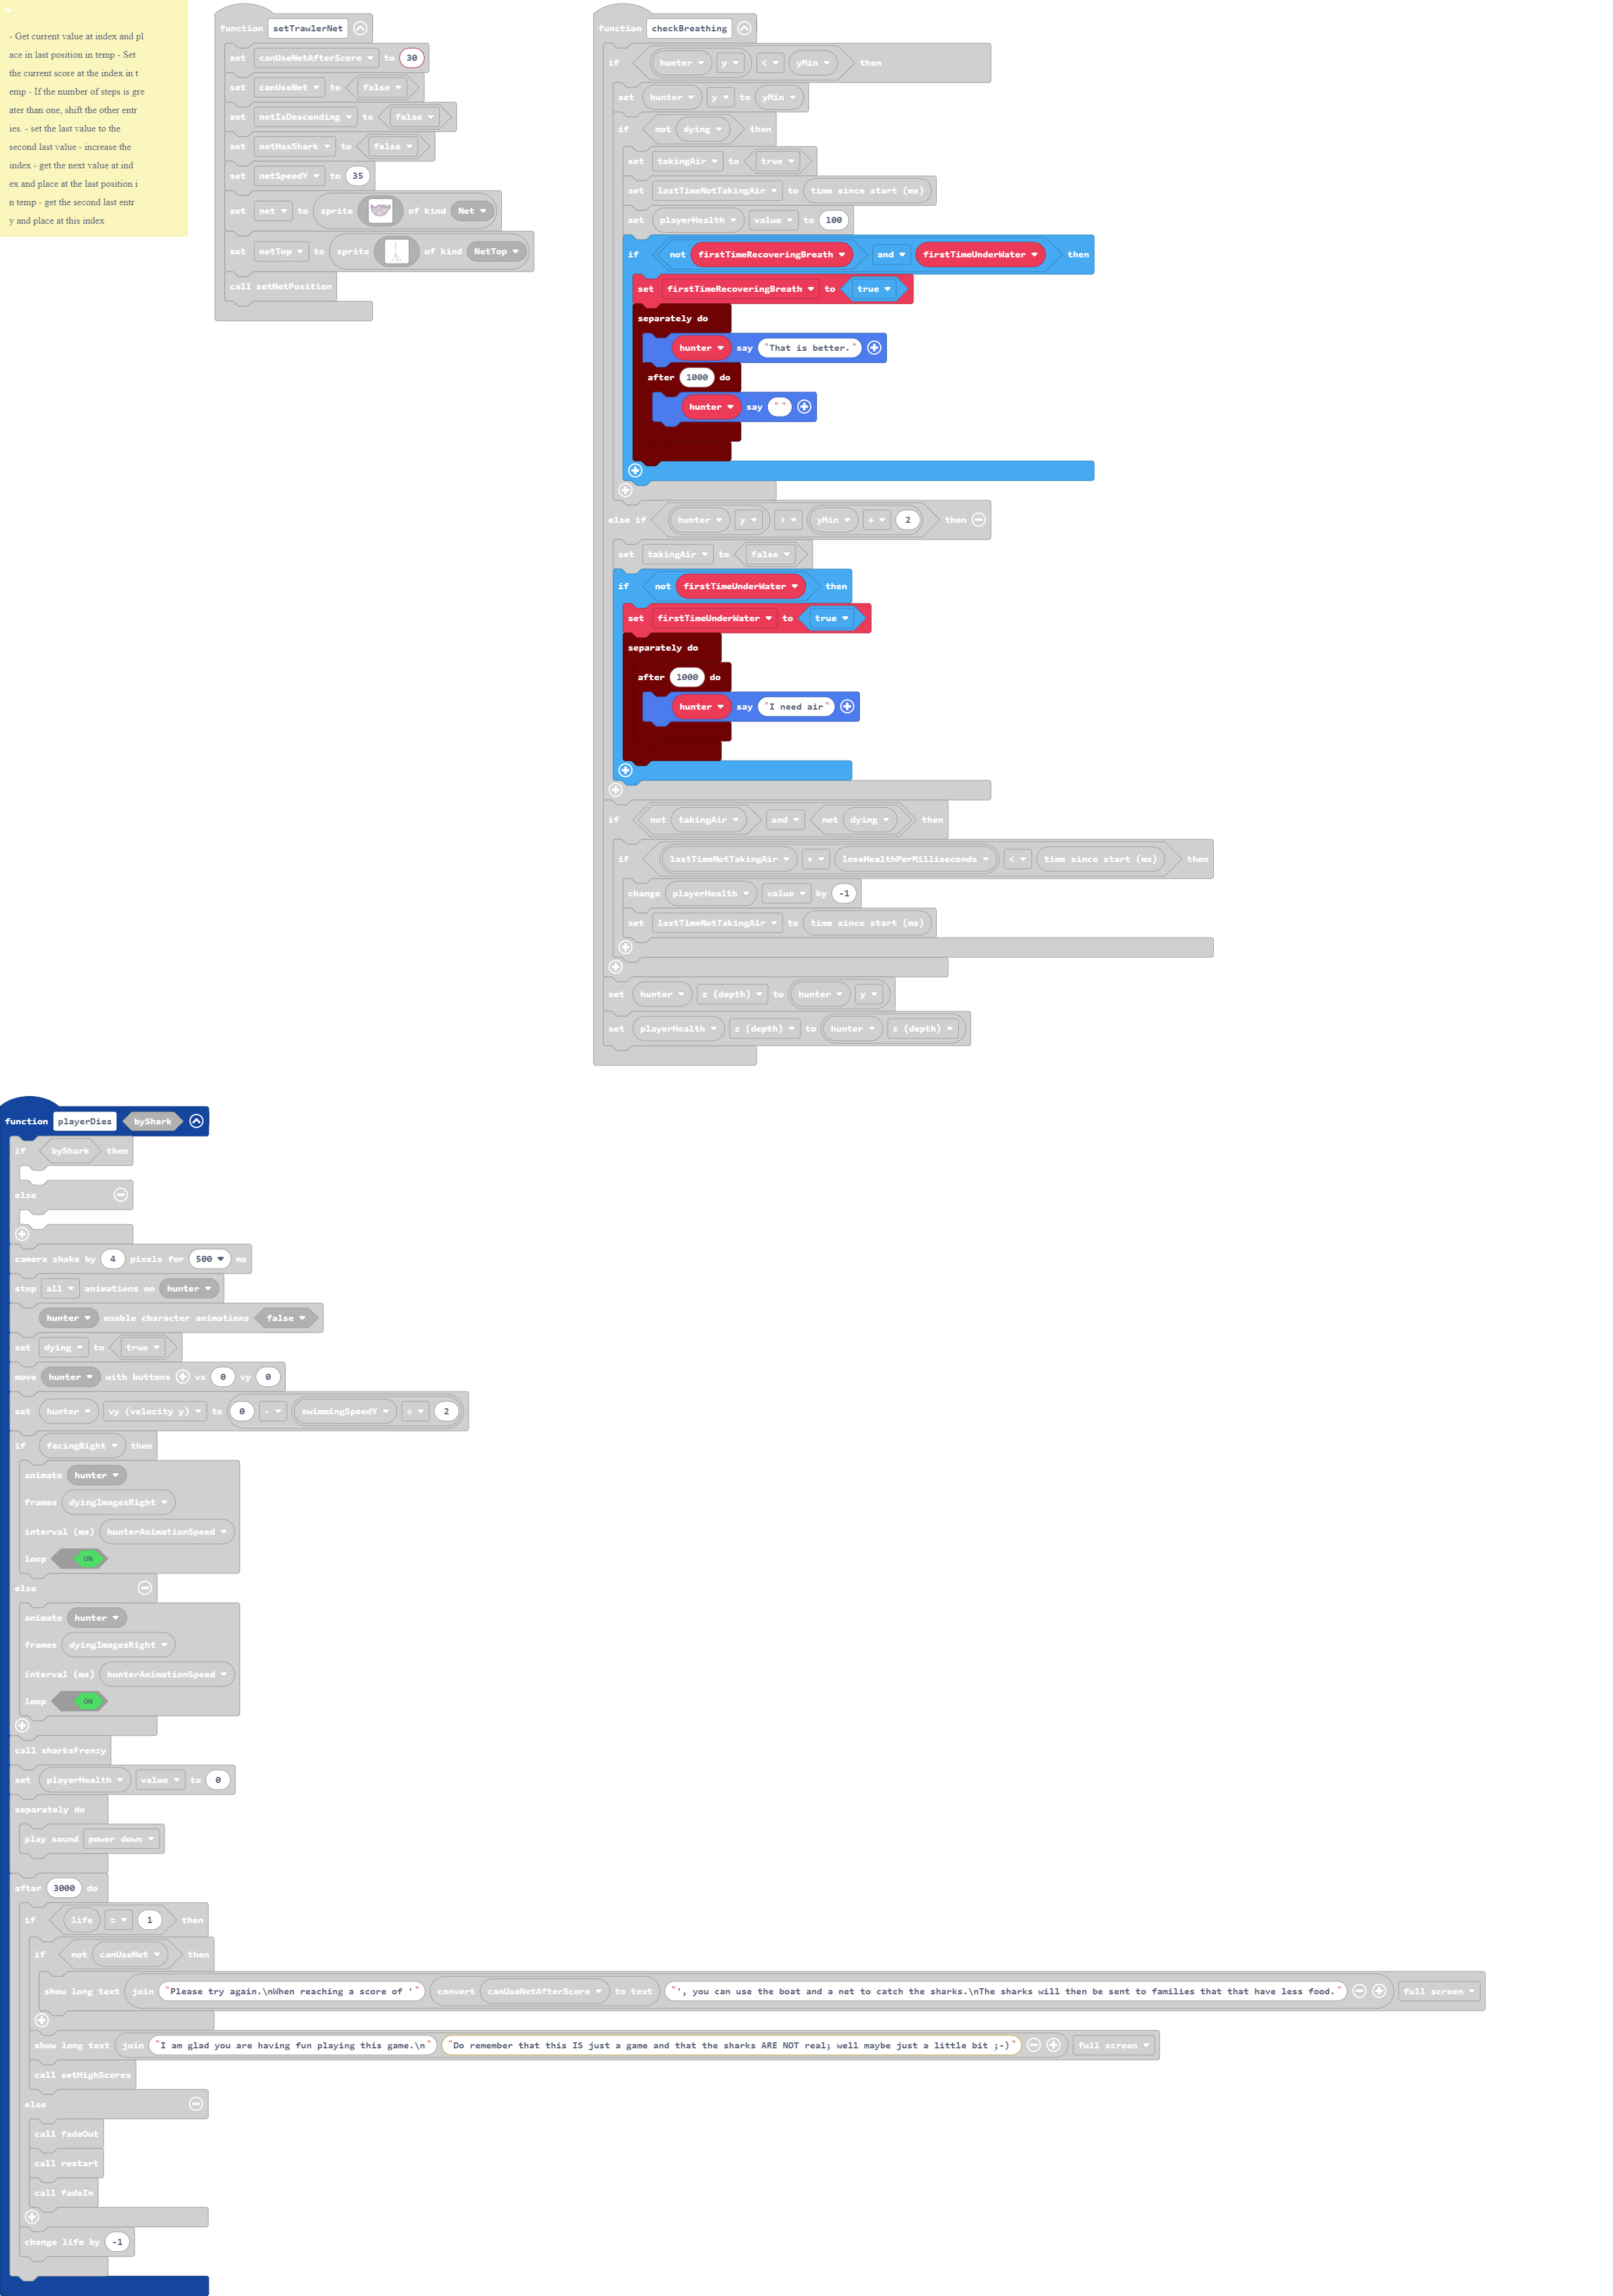 - Get current value at index and pl
ace in last position in temp - Set
the current score at the index in t
emp - If the number of steps is gre
ater than one, shift the other entr
ies. - set the last value to the
second last value - increase the
index - get the next value at ind
ex and place at the last position i
n temp - get the second last entr
y and place at this index
function setTrawlerNet
set canUseNetAfterScore to 30
set canUseNet to false
set netIsDescending to false
set netHasShark to false
set netSpeedY to 35
set net to sprite of kind Net
set netTop to sprite of kind NetTop
call setNetPosition
function checkBreathing
if hunter y < yMin then
set hunter y to yMin
if not dying then
set takingAir to true
set lastTimeNotTakingAir to time since start (ms)
set playerHealth value to 100
if not firstTimeRecoveringBreath and firstTimeUnderWater then
set firstTimeRecoveringBreath to true
separately do
hunter say "That is better."
after 1000 do
hunter say " "
else if hunter y > yMin + 2 then
set takingAir to false
if not firstTimeUnderWater then
set firstTimeUnderWater to true
separately do
after 1000 do
hunter say "I need air"
if not takingAir and not dying then
if lastTimeNotTakingAir + loseHealthPerMilliseconds < time since start (ms) then
change playerHealth value by -1
set lastTimeNotTakingAir to time since start (ms)
set hunter z (depth) to hunter y
set playerHealth z (depth) to hunter z (depth)
function playerDies byShark
if byShark then
else
camera shake by 4 pixels for 500 ms
stop all animations on hunter
hunter enable character animations false
set dying to true
move hunter with buttons vx 0 vy 0
set hunter vy (velocity y) to 0 - swimmingSpeedY ÷ 2
if facingRight then
animate hunter
frames dyingImagesRight
interval (ms) hunterAnimationSpeed
loop ON
else
animate hunter
frames dyingImagesRight
interval (ms) hunterAnimationSpeed
loop ON
call sharksFrenzy
set playerHealth value to 0
separately do
play sound power down
after 3000 do
if life = 1 then
if not canUseNet then
show long text join "Please try again.\nWhen reaching a score of '" convert canUseNetAfterScore to text "', you can use the boat and a net to catch the sharks.\nThe sharks will then be sent to families that that have less food." full screen
show long text join "I am glad you are having fun playing this game.\n" "Do remember that this IS just a game and that the sharks ARE NOT real; well maybe just a little bit ;-)" full screen
call setHighScores
else
call fadeOut
call restart
call fadeIn
change life by -1